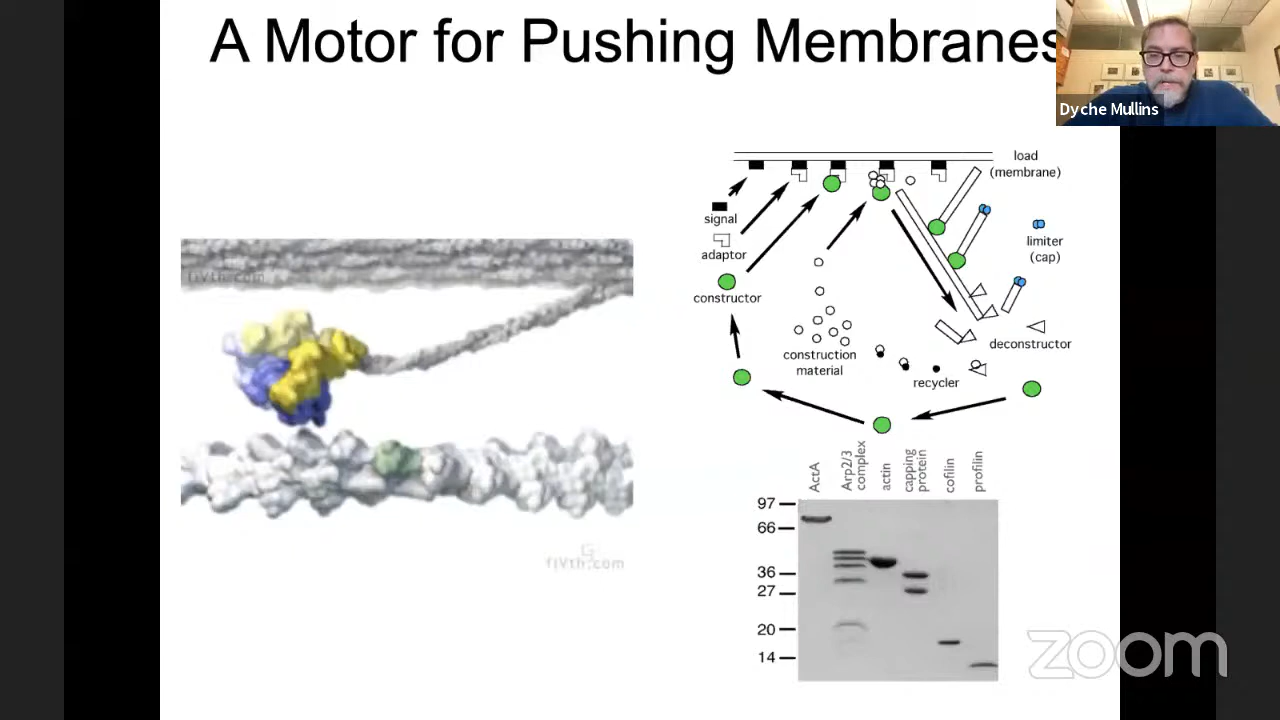 A Motor for Pushing Membranes
Dyche Mullins
load
(membrane)
signal
adaptor
constructor
limiter
(cap)
construction
material
deconstructor
recycler
fiVth.com
fiVth.com
ActA
Arp2/3
complex
actin
capping
protein
cofilin
profilin
97
66
36
27
20
14
zoom